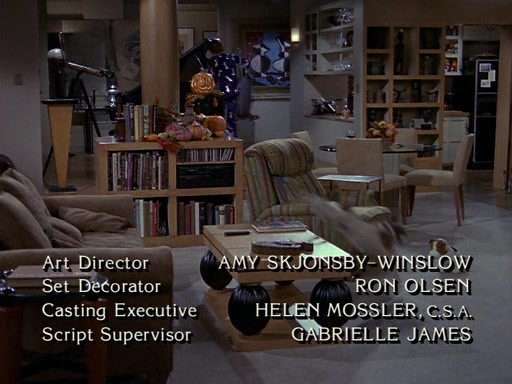 Art Director AMY SKJONSBY-WINSLOW
Set Decorator RON OLSEN
Casting Executive HELEN MOSSLER, C.S.A.
Script Supervisor GABRIELLE JAMES